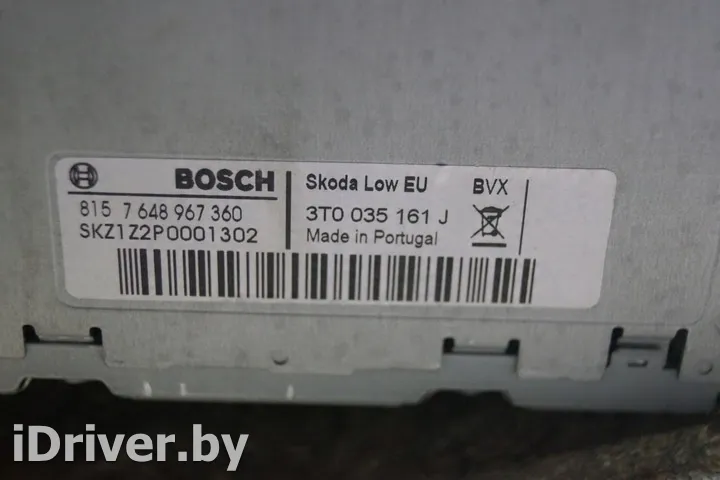 BOSCH
815 7 648 967 360
SKZ1Z2P0001302
Skoda Low EU BVX
3T0 035 161 J
Made in Portugal
iDriver.by